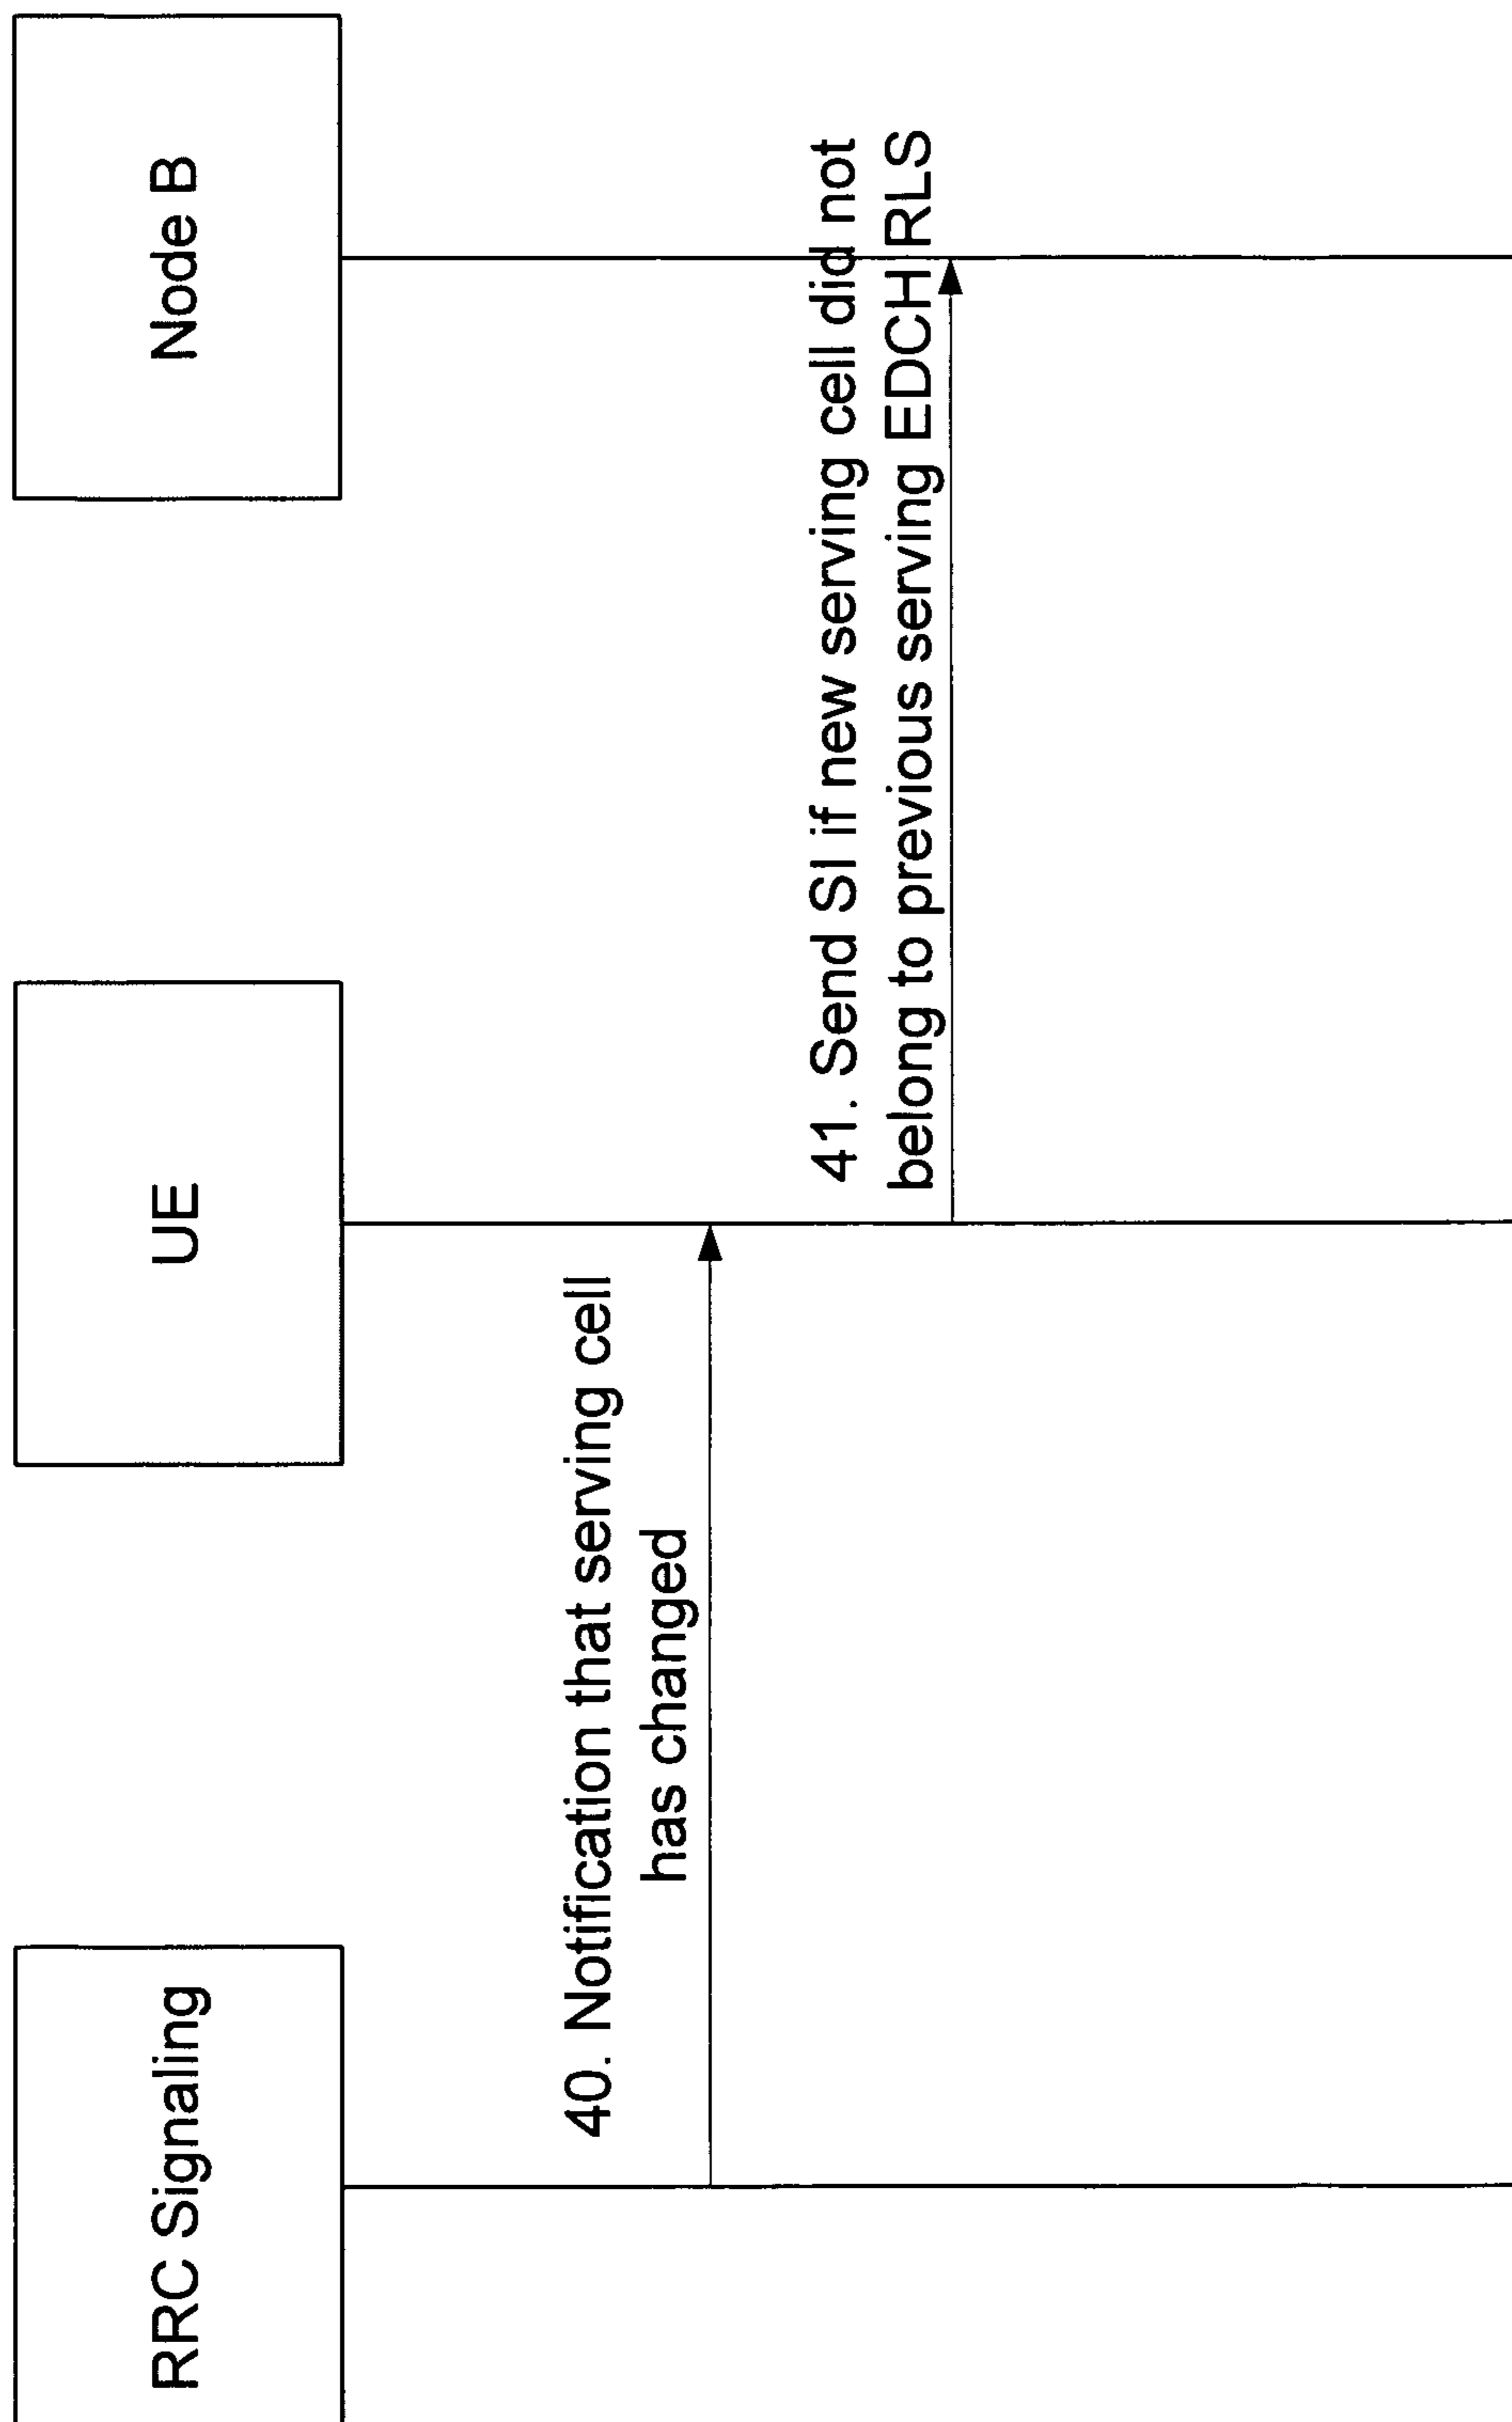 RRC Signaling
UE
Node B
40. Notification that serving cell
has changed
41. Send SI if new serving cell did not
belong to previous serving EDCH RLS